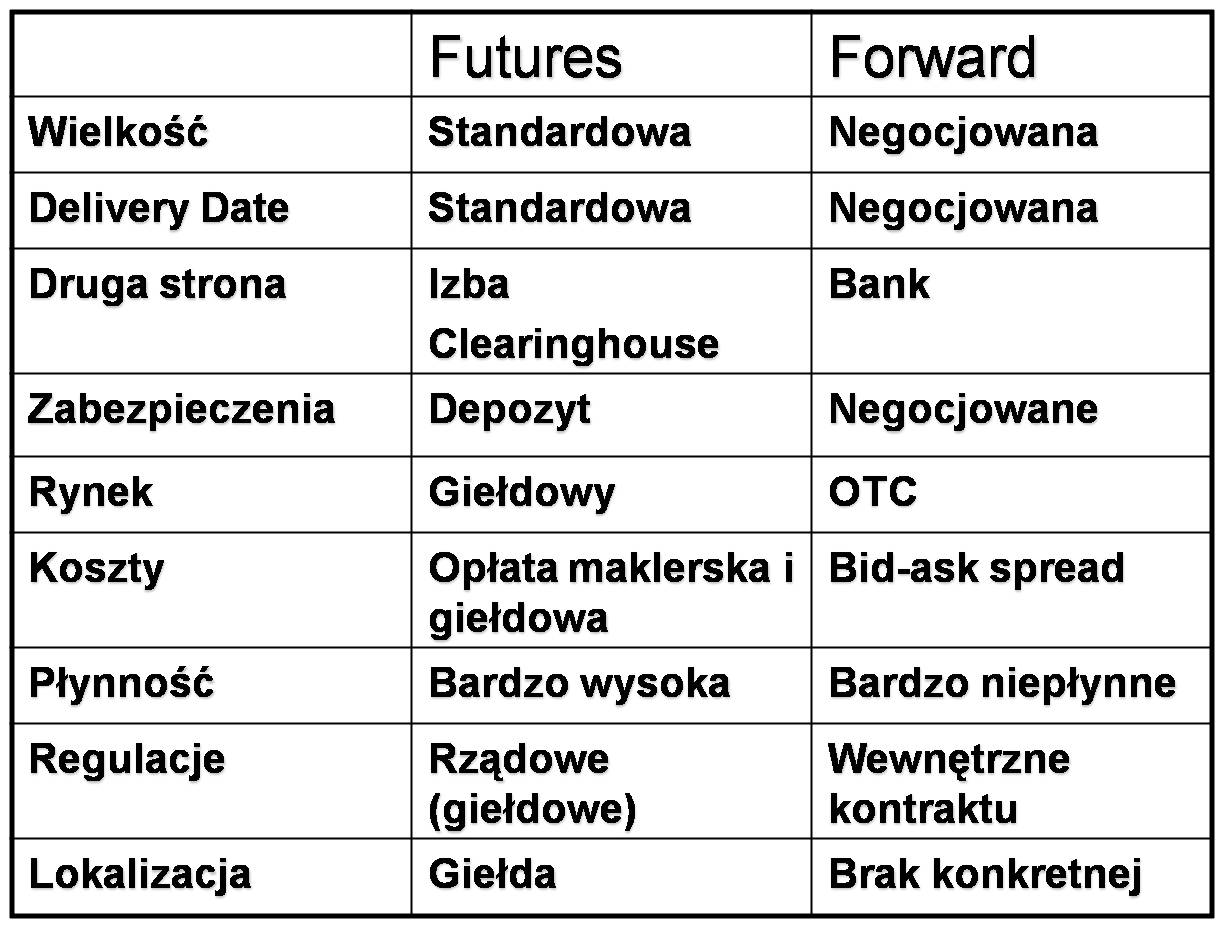 Futures Forward
Wielkość Standardowa Negocjowana
Delivery Date Standardowa Negocjowana
Druga strona Izba Bank
Clearinghouse
Zabezpieczenia Depozyt Negocjowane
Rynek Giełdowy OTC
Koszty Opłata maklerska i Bid-ask spread
giełdowa
Płynność Bardzo wysoka Bardzo niepłynne
Regulacje Rządowe Wewnętrzne
(giełdowe) kontraktu
Lokalizacja Giełda Brak konkretnej